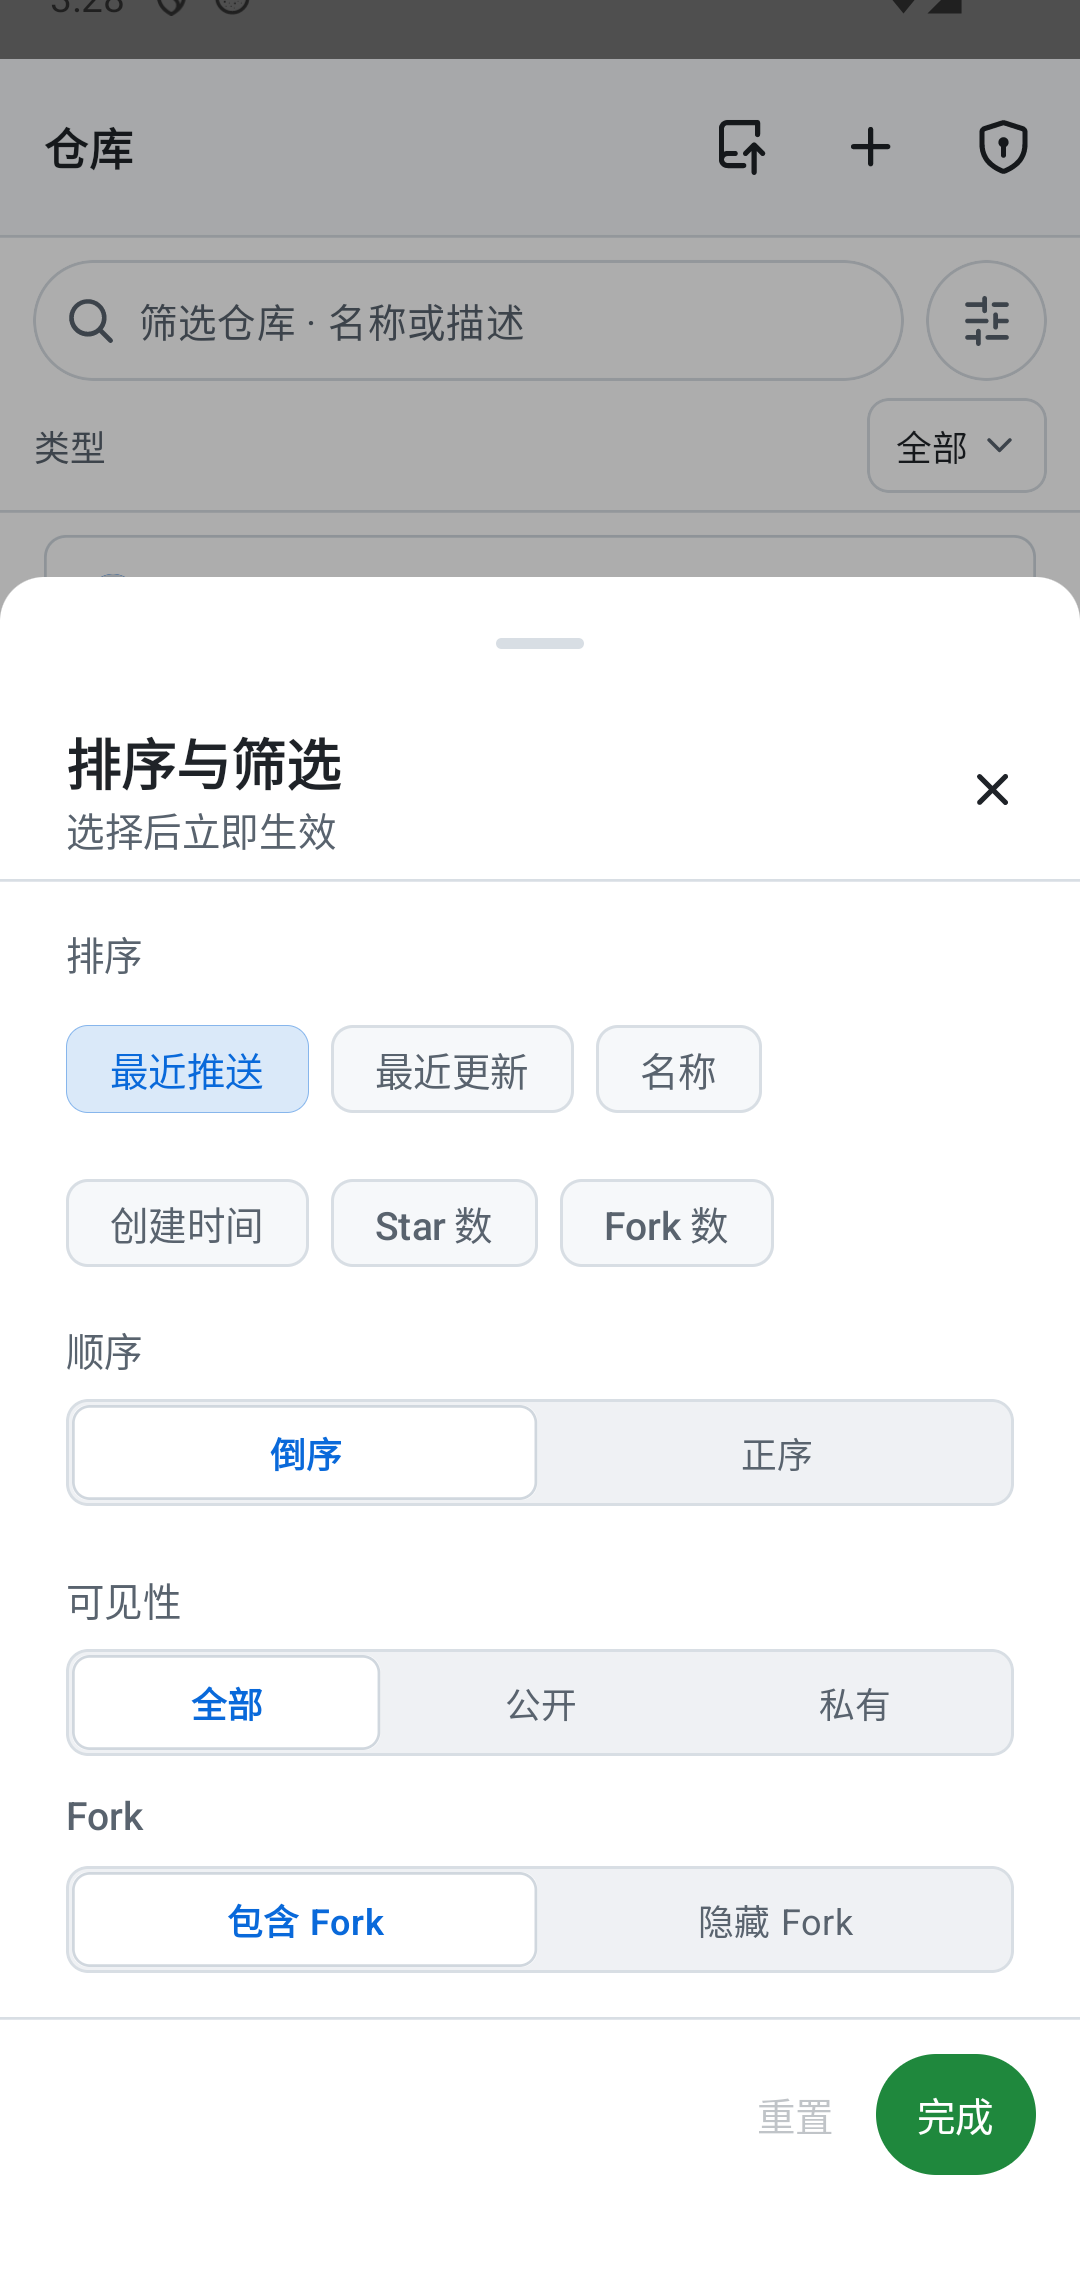 仓库
筛选仓库 · 名称或描述
类型
全部
排序与筛选
选择后立即生效
排序
最近推送
最近更新
名称
创建时间
Star 数
Fork 数
顺序
倒序
正序
可见性
全部
公开
私有
Fork
包含 Fork
隐藏 Fork
重置
完成